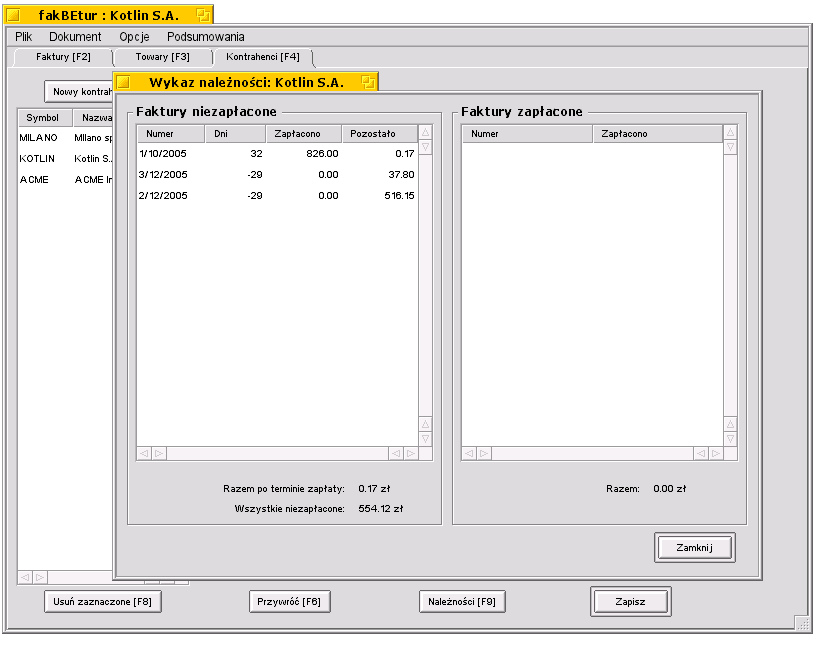 fakBEtur : Kotlin S.A.
Plik Dokument Opcje Podsumowania
Faktury [F2] Towary [F3] Kontrahenci [F4]
Nowy kontrah
Symbol Nazwa
MILANO Milano sp
KOTLIN Kotlin S.
ACME ACME In
Wykaz należności: Kotlin S.A.
Faktury niezapłacone
Numer Dni Zapłacono Pozostało
1/10/2005 32 826.00 0.17
3/12/2005 -29 0.00 37.80
2/12/2005 -29 0.00 516.15
Razem po terminie zapłaty: 0.17 zł
Wszystkie niezapłacone: 554.12 zł
Faktury zapłacone
Numer Zapłacono
Razem: 0.00 zł
Zamknij
Usuń zaznaczone [F8] Przywróć [F6] Należności [F9] Zapisz